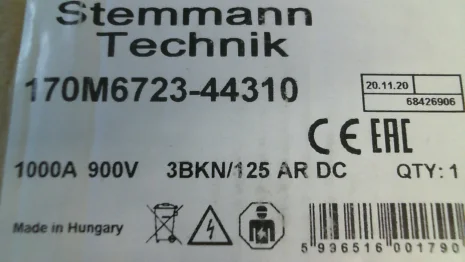 Stemmann
Technik
170M6723-44310
20.11.20
68426906
CE EAC
1000A 900V 3BKN/125 AR DC QTY: 1
Made in Hungary
5 936516 001790